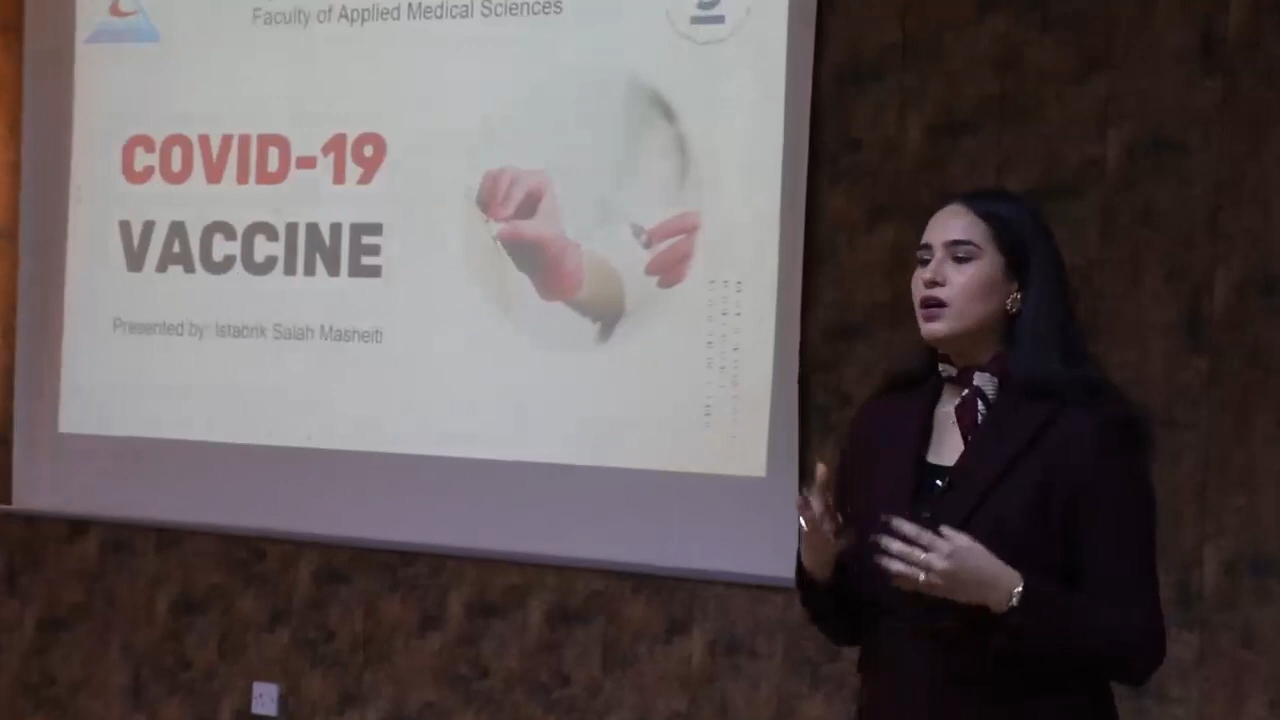 Faculty of Applied Medical Sciences
COVID-19
VACCINE
Presented by: Istabrik Salah Masheiti